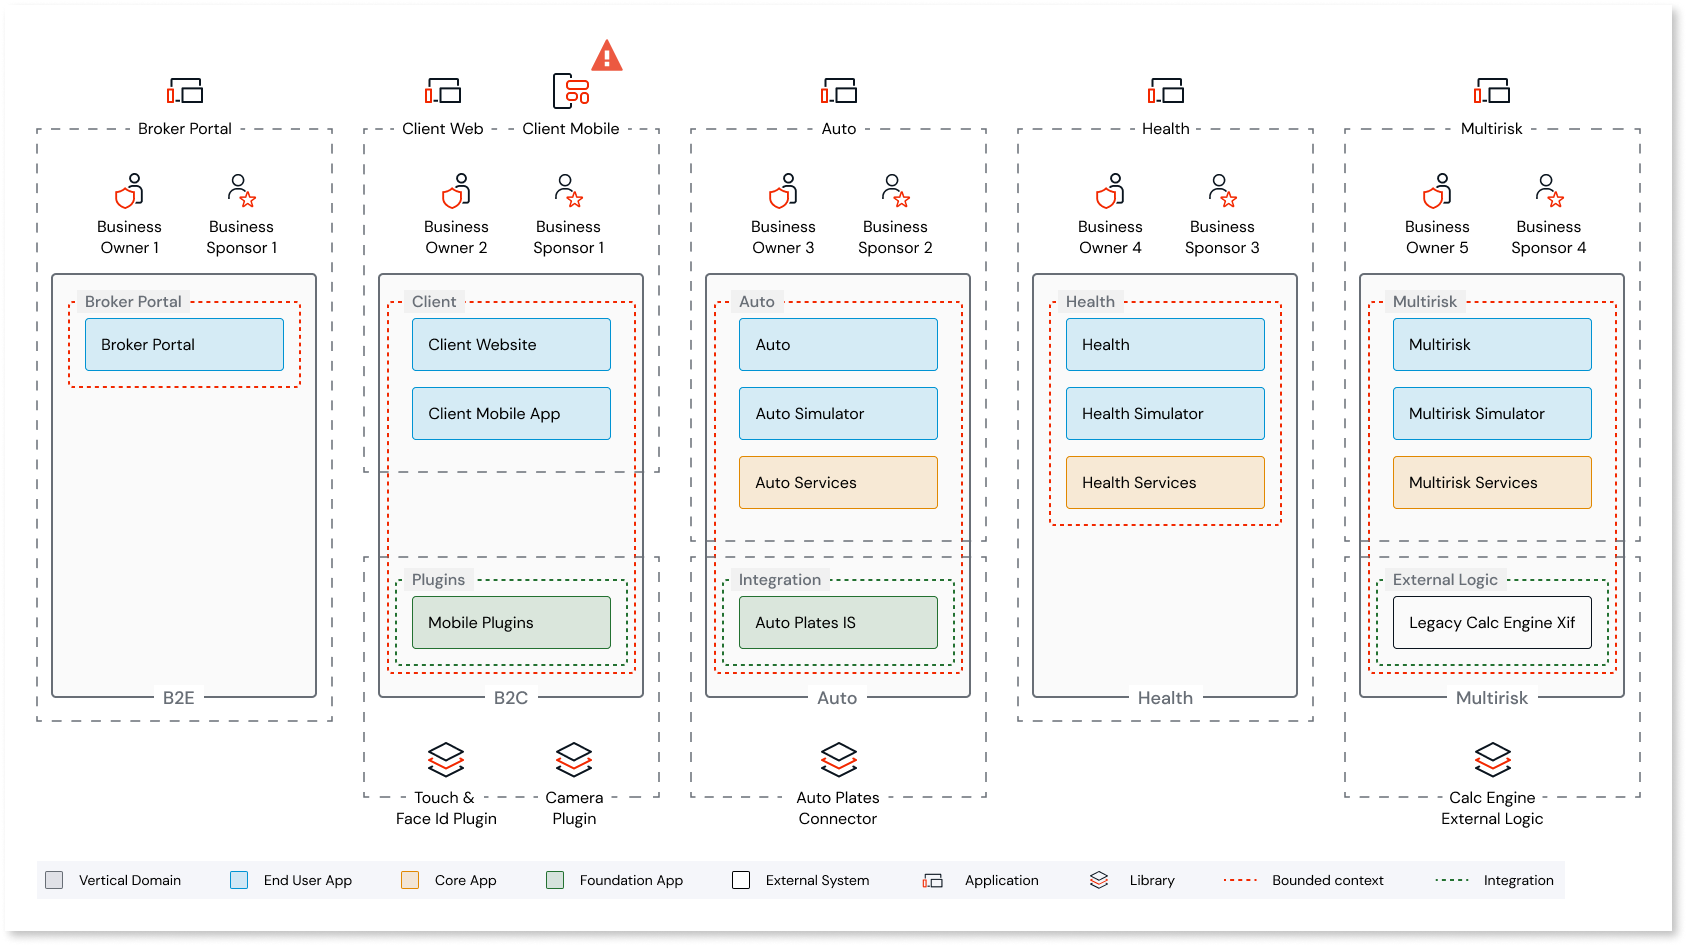 Broker Portal
Client Web
Client Mobile
Auto
Health
Multirisk
Business
Owner 1
Business
Sponsor 1
Business
Owner 2
Business
Sponsor 1
Business
Owner 3
Business
Sponsor 2
Business
Owner 4
Business
Sponsor 3
Business
Owner 5
Business
Sponsor 4
Broker Portal
Broker Portal
B2E
Client
Client Website
Client Mobile App
Plugins
Mobile Plugins
B2C
Touch &
Face Id Plugin
Camera
Plugin
Auto
Auto
Auto Simulator
Auto Services
Integration
Auto Plates IS
Auto
Auto Plates
Connector
Health
Health
Health Simulator
Health Services
Health
Multirisk
Multirisk
Multirisk Simulator
Multirisk Services
External Logic
Legacy Calc Engine Xif
Multirisk
Calc Engine
External Logic
Vertical Domain
End User App
Core App
Foundation App
External System
Application
Library
Bounded context
Integration